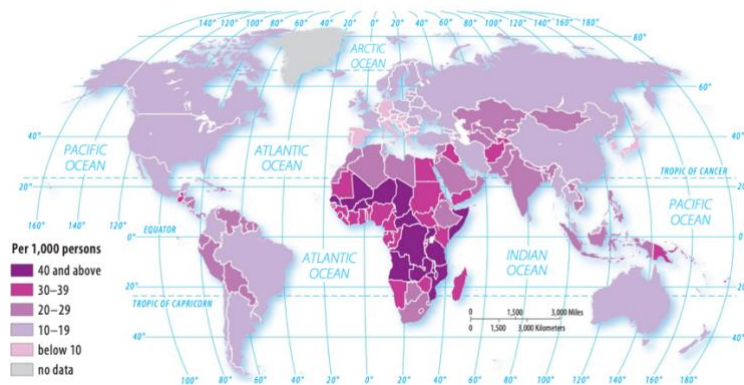 140° 120° 100° 80° 60° 40° 20° 0° 20° 40° 60° 80° 100° 120° 140°
80°
ARCTIC
OCEAN
60°
40°
PACIFIC
OCEAN
ATLANTIC
OCEAN
TROPIC OF CANCER
20°
20°
PACIFIC
OCEAN
160° 140° 120°
EQUATOR
0°
0°
Per 1,000 persons
40 and above
30–39
20–29
10–19
below 10
no data
ATLANTIC
OCEAN
INDIAN
OCEAN
20°
20°
TROPIC OF CAPRICORN
0 1,500 3,000 Miles
0 1,500 3,000 Kilometers
40°
40°
100° 80° 60° 40° 20° 0° 20° 40° 60° 80° 100° 120° 140° 160° 180°